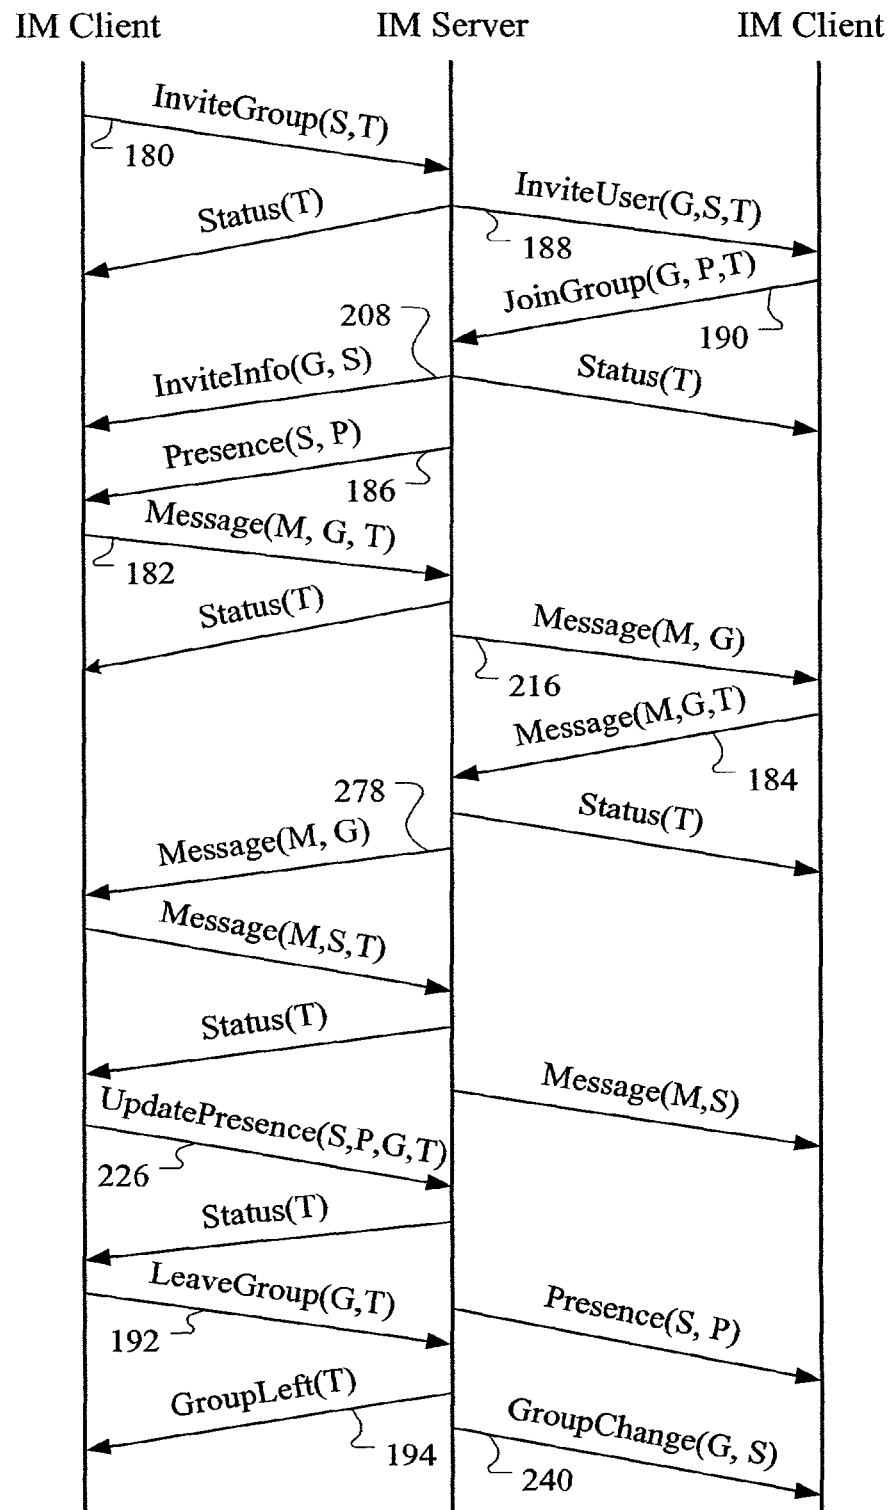 IM Client
IM Server
IM Client
InviteGroup(S,T)
180
InviteUser(G,S,T)
Status(T)
188
JoinGroup(G, P,T)
208
190
InviteInfo(G, S)
Status(T)
Presence(S, P)
186
Message(M, G, T)
182
Status(T)
Message(M, G)
216
Message(M,G,T)
184
278
Status(T)
Message(M, G)
Message(M,S,T)
Status(T)
Message(M,S)
UpdatePresence(S,P,G,T)
226
Status(T)
LeaveGroup(G,T)
Presence(S, P)
192
GroupLeft(T)
GroupChange(G, S)
194
240